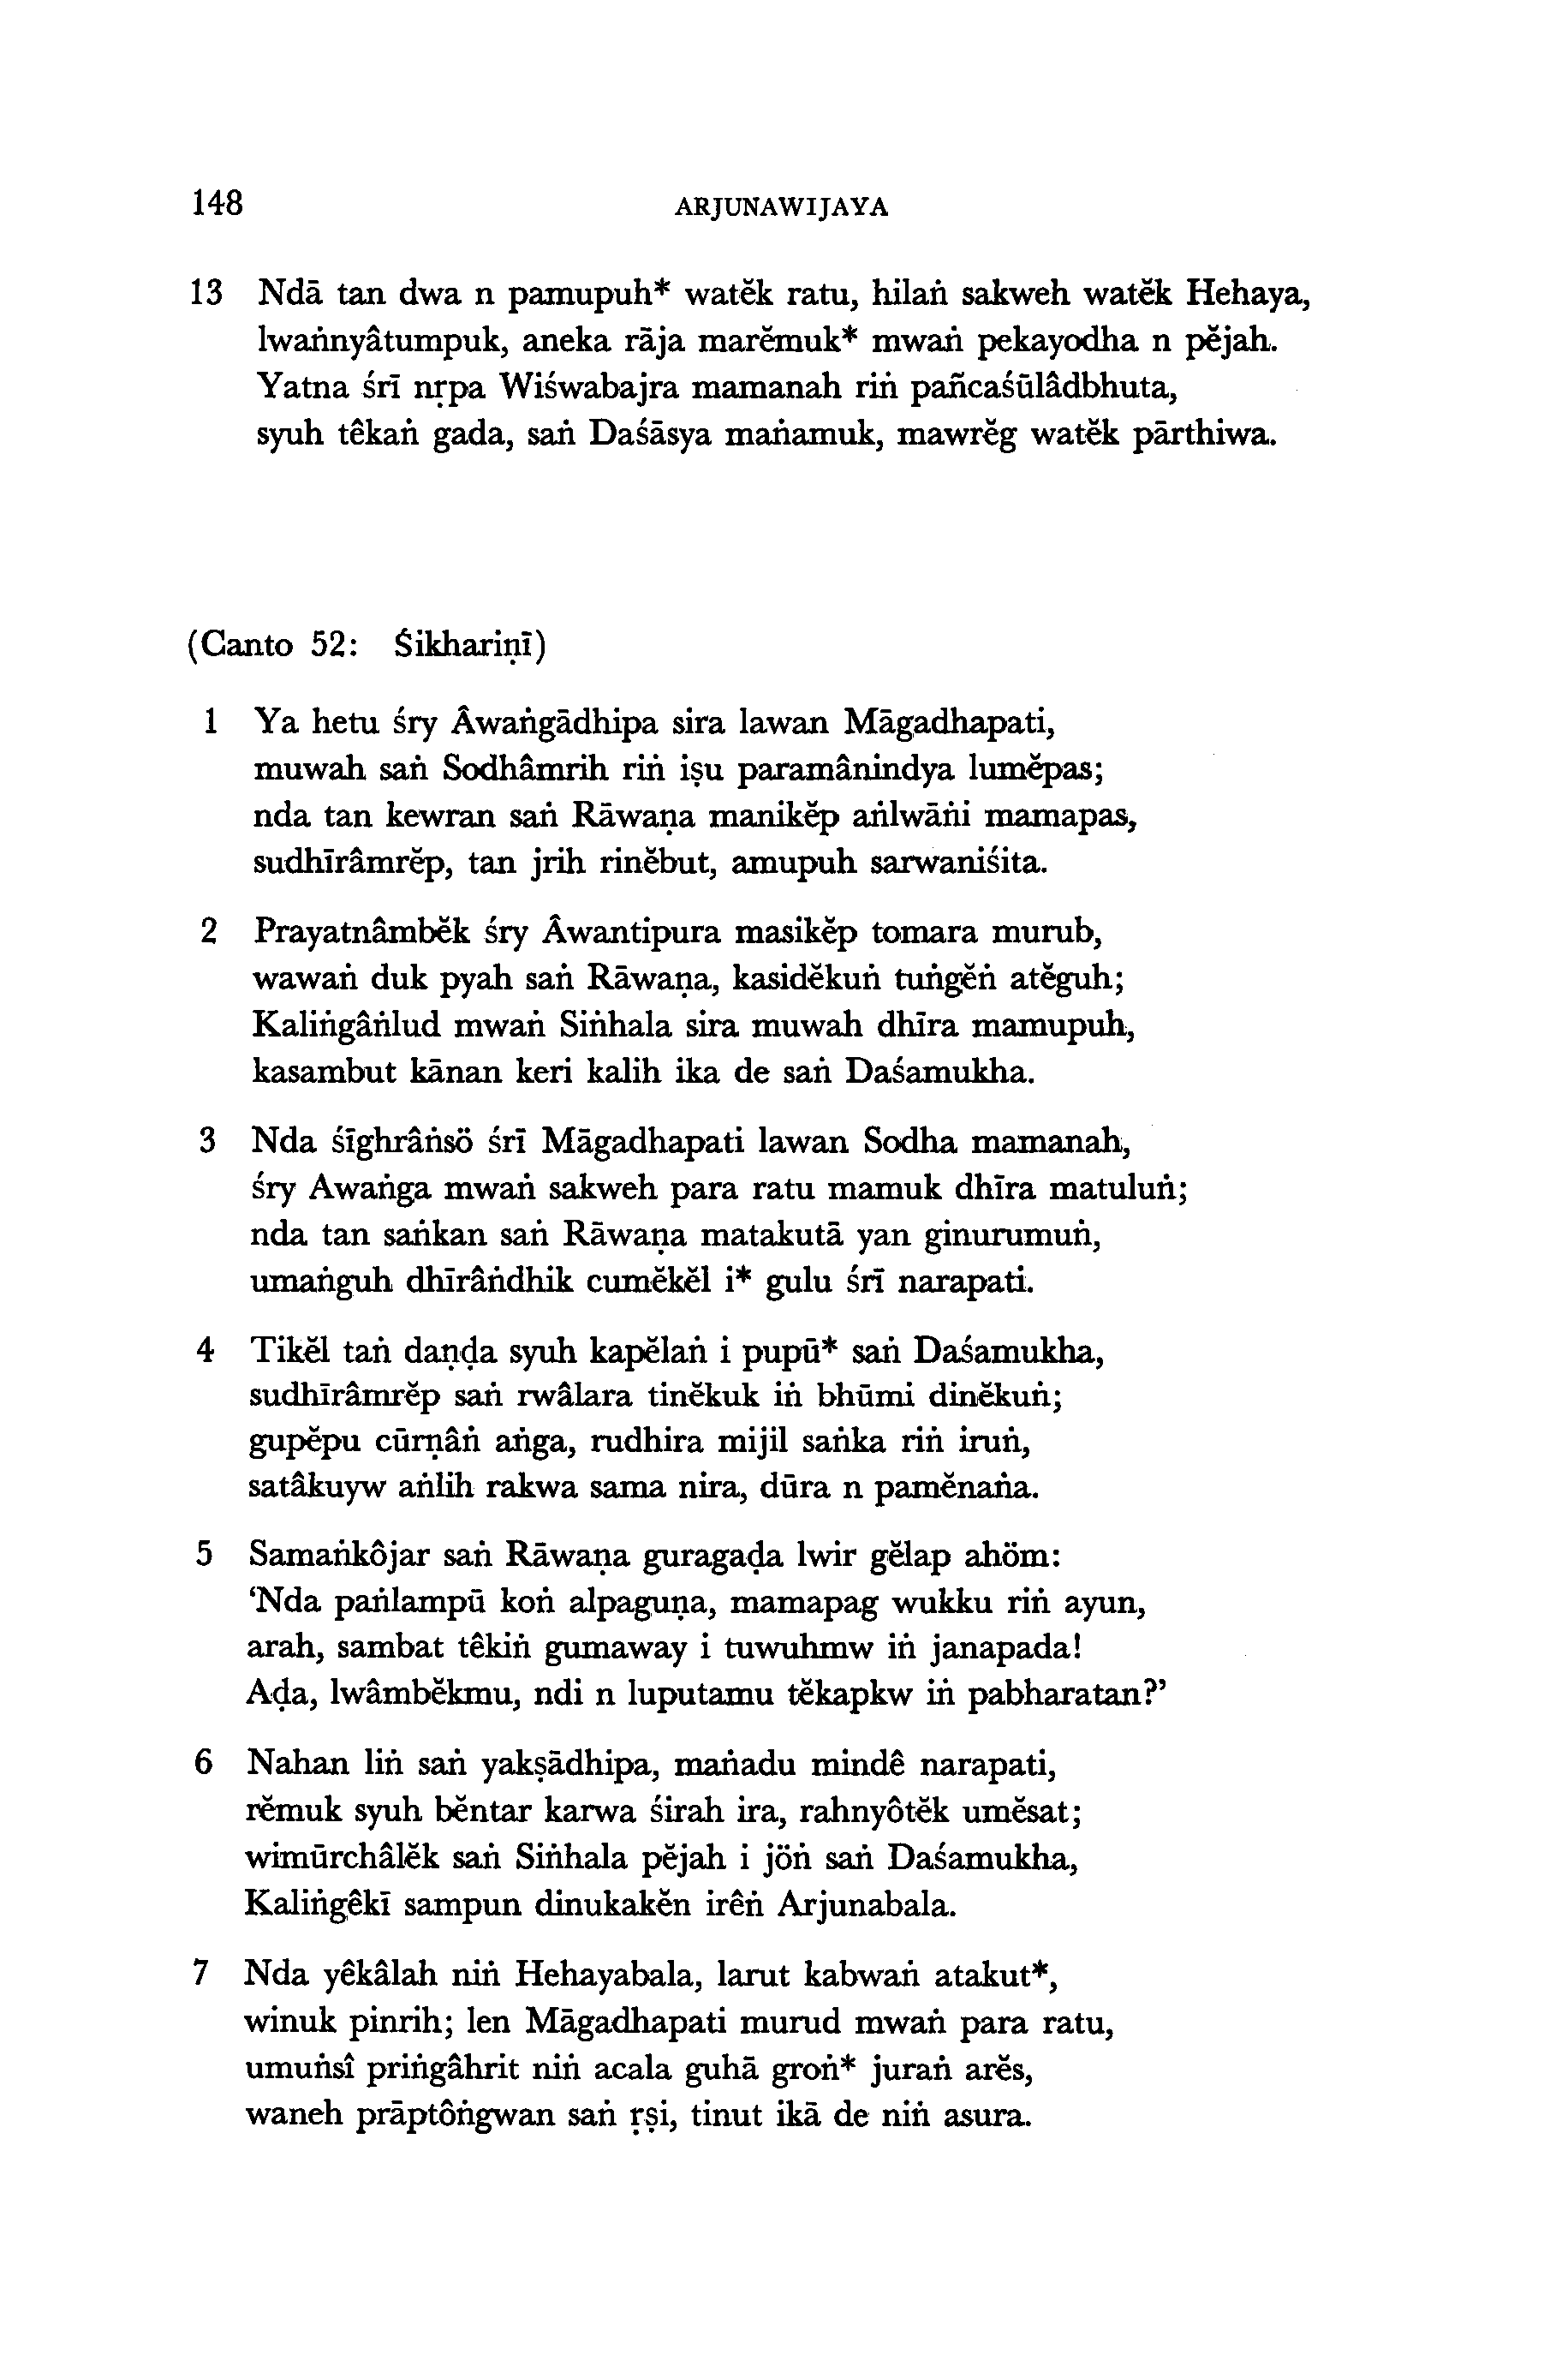 148 ARJUNAWIJAYA
13 Ndā tan dwa n pamupuh* watĕk ratu, hilaṅ sakweh watĕk Hehaya,
lwaṅnyâtumpuk, aneka rāja marĕmuk* mwaṅ pekayodha n pĕjah.
Yatna śrī nṛpa Wiśwabajra mamanah riṅ pañcaśūlâdbhuta,
syuh têkaṅ gada, saṅ Daśāsya maṅamuk, mawrĕg watĕk pārthiwa.
(Canto 52: Śikhariṇī)
1 Ya hetu śry Âwaṅgādhipa sira lawan Māgadhapati,
muwah saṅ Sodhâmrih riṅ iṣu paramânindya lumĕpas;
nda tan kewran saṅ Rāwaṇa manikĕp aṅlwāṅi mamapas,
sudhīrâmrĕp, tan jrih rinĕbut, amupuh sarwaniśita.
2 Prayatnâmbĕk śry Âwantipura masikĕp tomara murub,
wawaṅ duk pyah saṅ Rāwaṇa, kasidĕkuṅ tuṅgĕṅ atĕguh;
Kaliṅgâṅlud mwaṅ Siṅhala sira muwah dhīra mamupuh,
kasambut kānan keri kalih ika de saṅ Daśamukha.
3 Nda śīghrâṅsö śrī Māgadhapati lawan Sodha mamanah,
śry Awaṅga mwaṅ sakweh para ratu mamuk dhīra matuluṅ;
nda tan saṅkan saṅ Rāwaṇa matakutā yan ginurumuṅ,
umaṅguh dhīrâṅdhik cumĕkĕl i* gulu śrī narapati.
4 Tikĕl taṅ daṇḍa syuh kapĕlaṅ i pupū* saṅ Daśamukha,
sudhīrâmrĕp saṅ rwâlara tinĕkuk iṅ bhūmi dinĕkuṅ;
gupĕpu cūrṇâṅ aṅga, rudhira mijil saṅka riṅ iruṅ,
satâkuyw aṅlih rakwa sama nira, dūra n pamĕnaṅa.
5 Samaṅkôjar saṅ Rāwaṇa guragaḍa lwir gĕlap ahöm:
‘Nda paṅlampū koṅ alpaguṇa, mamapag wukku riṅ ayun,
arah, sambat têkiṅ gumaway i tuwuhmw iṅ janapada!
Aḍa, lwâmbĕkmu, ndi n luputamu tĕkapkw iṅ pabharatan?’
6 Nahan liṅ saṅ yakṣādhipa, maṅadu mindê narapati,
rĕmuk syuh bĕntar karwa śirah ira, rahnyôtĕk umĕsat;
wimūrchâlĕk saṅ Siṅhala pĕjah i jöṅ saṅ Daśamukha,
Kaliṅgêkī sampun dinukakĕn irêṅ Arjunabala.
7 Nda yêkâlah niṅ Hehayabala, larut kabwaṅ atakut*,
winuk pinrih; len Māgadhapati murud mwaṅ para ratu,
umuṅsî priṅgâhrit niṅ acala guhā groṅ* juraṅ arĕs,
waneh prāptôṅgwan saṅ ṛṣi, tinut ikā de niṅ asura.